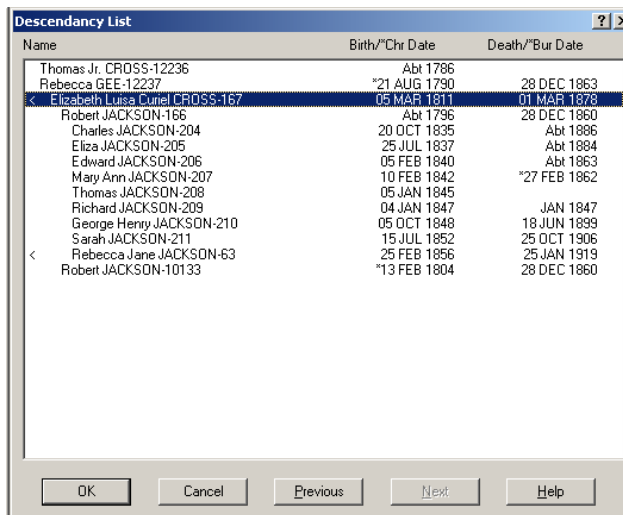 Descendancy List
Name Birth/*Chr Date Death/*Bur Date
Thomas Jr. CROSS-12236 Abt 1786
Rebecca GEE-12237 *21 AUG 1790 28 DEC 1863
< Elizabeth Luisa Curiel CROSS-167 05 MAR 1811 01 MAR 1878
Robert JACKSON-166 Abt 1796 28 DEC 1860
Charles JACKSON-204 20 OCT 1835 Abt 1886
Eliza JACKSON-205 25 JUL 1837 Abt 1884
Edward JACKSON-206 05 FEB 1840 Abt 1863
Mary Ann JACKSON-207 10 FEB 1842 *27 FEB 1862
Thomas JACKSON-208 05 JAN 1845
Richard JACKSON-209 04 JAN 1847 JAN 1847
George Henry JACKSON-210 05 OCT 1848 18 JUN 1899
Sarah JACKSON-211 15 JUL 1852 25 OCT 1906
< Rebecca Jane JACKSON-63 25 FEB 1856 25 JAN 1919
Robert JACKSON-10133 *13 FEB 1804 28 DEC 1860
OK Cancel Previous Next Help